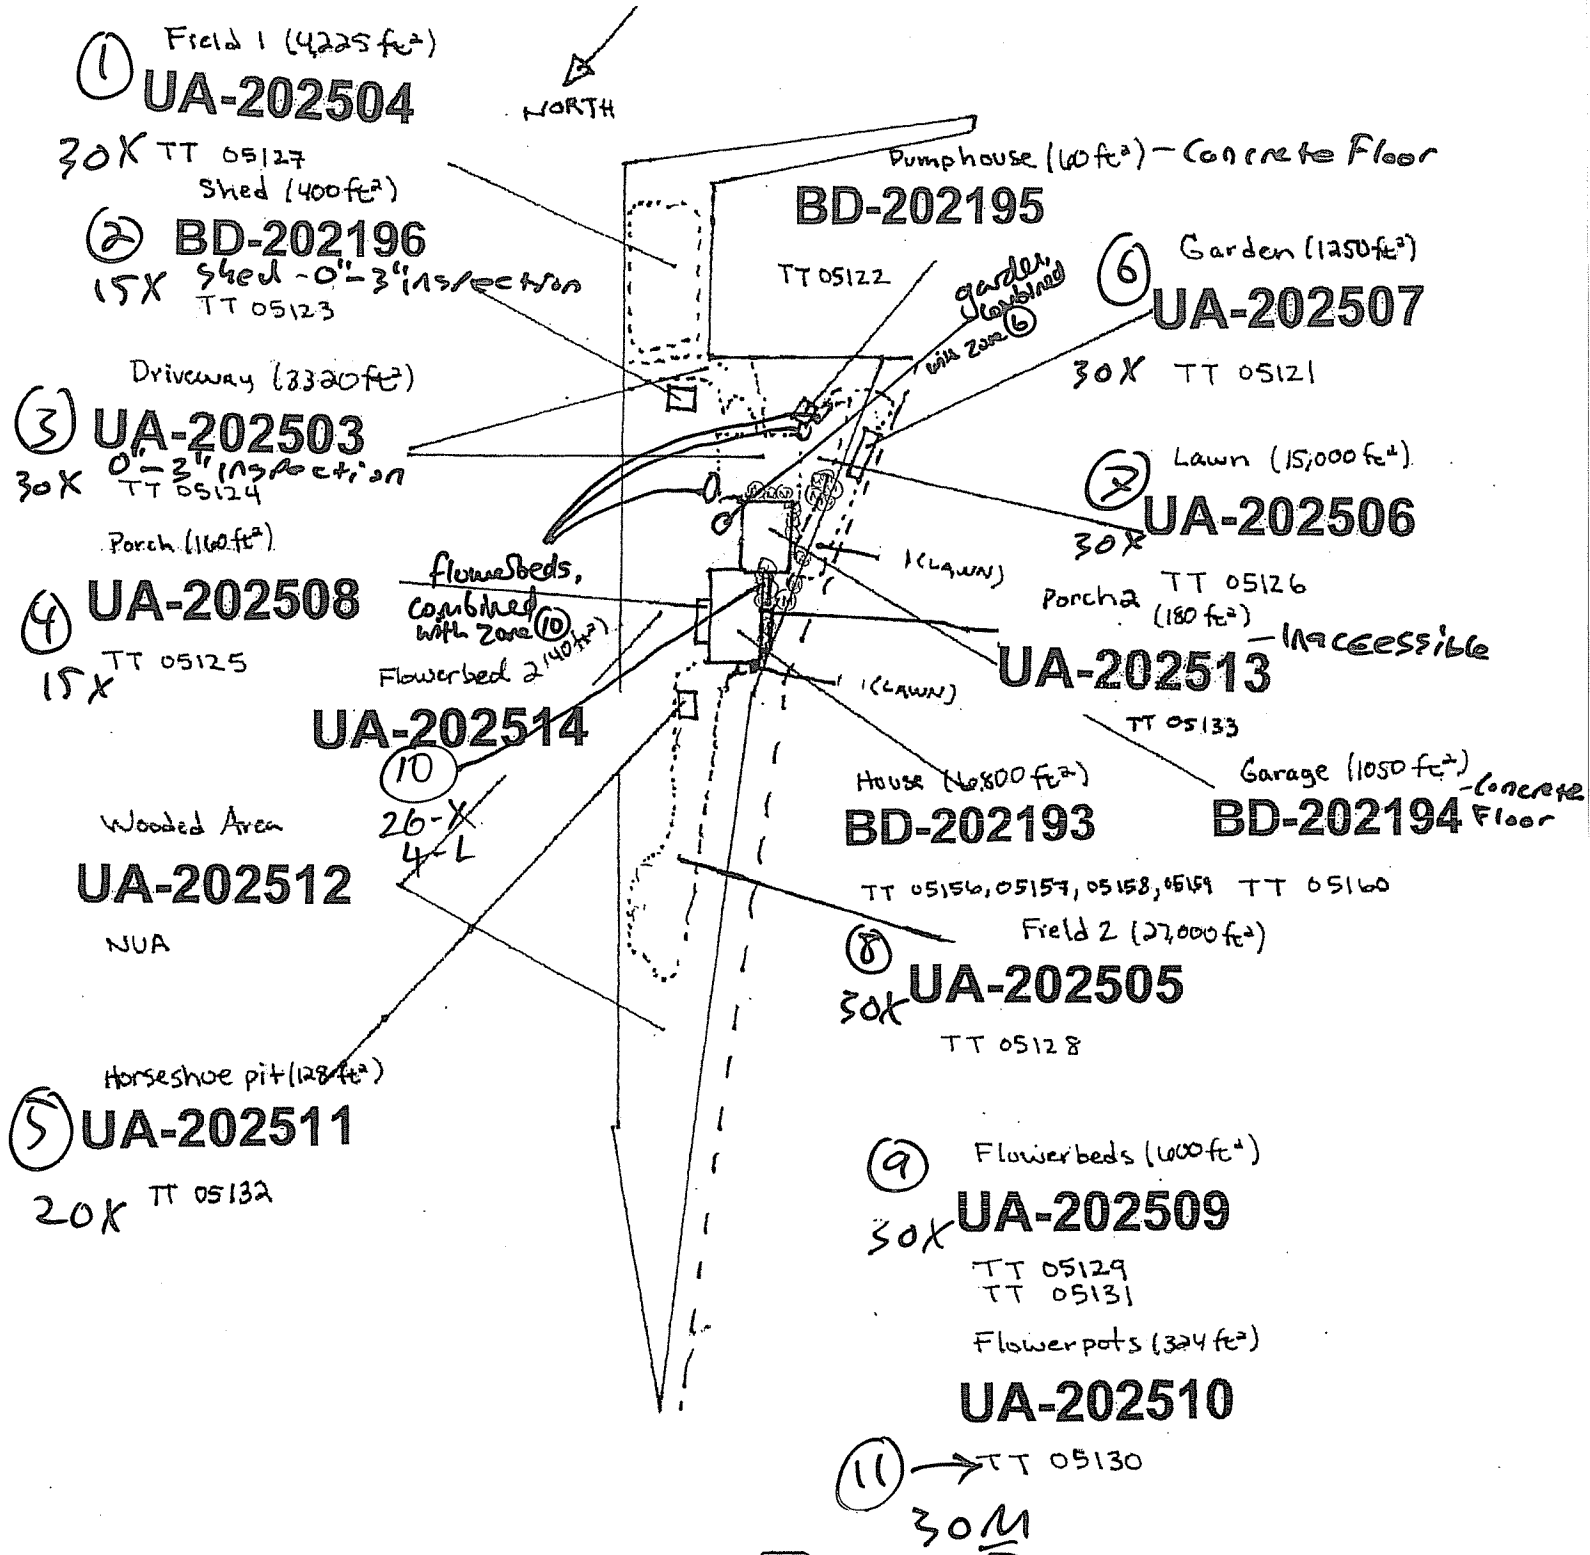 1
Field 1 (4,225 ft²)
UA-202504
30X TT 05127
NORTH
Shed (400 ft²)
2
BD-202196
15X Shed - 0"-3" inspection
TT 05123
Driveway (3320 ft²)
3
UA-202503
30X 0"-3" inspection
TT 05124
Porch (160 ft²)
4
UA-202508
15X TT 05125
flowerbeds,
combined
with zone 10
Flowerbed 2 (140 ft²)
UA-202514
10
26-X
4-L
Wooded Area
UA-202512
NUA
Horseshoe pit (128 ft²)
5
UA-202511
20X TT 05132
Pumphouse (60 ft²) - Concrete Floor
BD-202195
TT 05122
garden,
combined
with zone 6
6
Garden (1250 ft²)
UA-202507
30X TT 05121
7
Lawn (15,000 ft²)
UA-202506
30X
TT 05126
1(LAWN)
1(LAWN)
Porch 2
(180 ft²)
UA-202513 - Inaccessible
TT 05133
House (6,800 ft²)
BD-202193
TT 05156, 05157, 05158, 05159
Garage (1050 ft²)
BD-202194 - Concrete Floor
TT 05160
Field 2 (27,000 ft²)
8
UA-202505
30X
TT 05128
9
Flowerbeds (600 ft²)
UA-202509
30X
TT 05129
TT 05131
Flowerpots (324 ft²)
UA-202510
11 TT 05130
30M